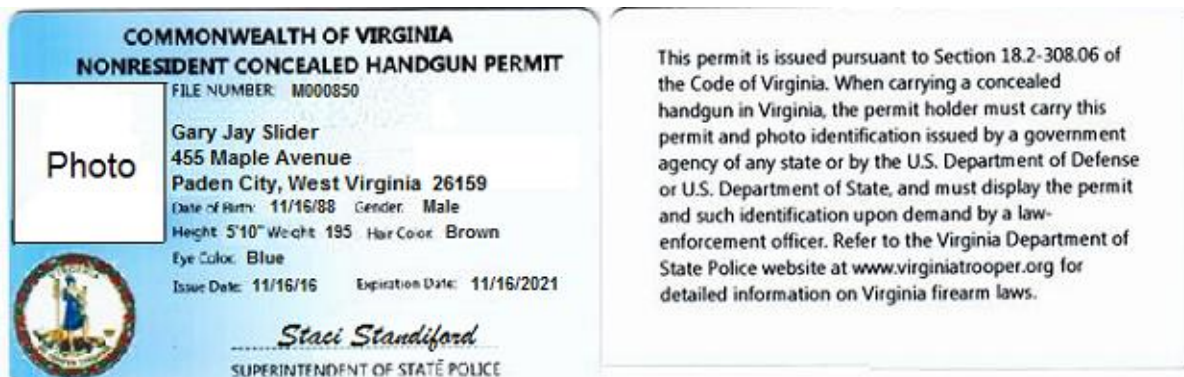 COMMONWEALTH OF VIRGINIA
NONRESIDENT CONCEALED HANDGUN PERMIT
FILE NUMBER: M000850
Photo
Gary Jay Slider
455 Maple Avenue
Paden City, West Virginia 26159
Date of Birth: 11/16/88 Gender: Male
Height: 5'10" Weight: 195 Hair Color: Brown
Eye Color: Blue
Issue Date: 11/16/16 Expiration Date: 11/16/2021
VIRGINIA
Staci Standiford
SUPERINTENDENT OF STATE POLICE
This permit is issued pursuant to Section 18.2-308.06 of
the Code of Virginia. When carrying a concealed
handgun in Virginia, the permit holder must carry this
permit and photo identification issued by a government
agency of any state or by the U.S. Department of Defense
or U.S. Department of State, and must display the permit
and such identification upon demand by a law-
enforcement officer. Refer to the Virginia Department of
State Police website at www.virginiatrooper.org for
detailed information on Virginia firearm laws.